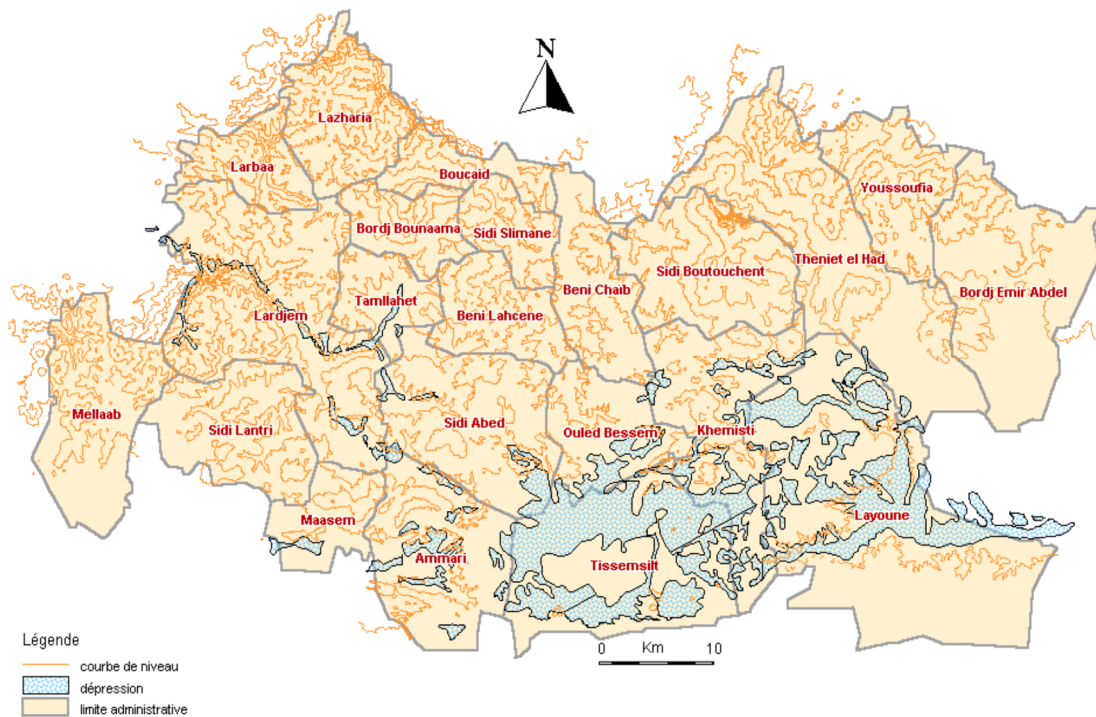 N
Lazharia
Larbaa
Boucaid
Youssoufia
Bordj Bounaama
Sidi Slimane
Sidi Boutouchent
Theniet el Had
Beni Chaib
Bordj Emir Abdel
Tamllahet
Lardjem
Beni Lahcene
Mellaab
Sidi Lantri
Sidi Abed
Ouled Bessem
Khemisti
Maasem
Layoune
Ammari
Tissemsilt
Légende
0 Km 10
courbe de niveau
dépression
limite administrative